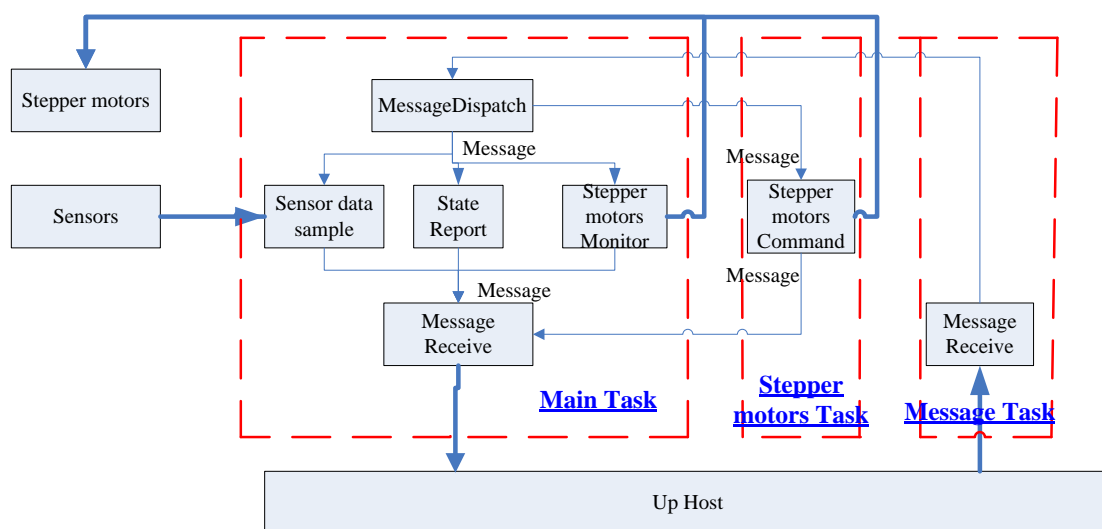 Stepper motors
MessageDispatch
Message
Message
Sensors
Sensor data
sample
State
Report
Stepper
motors
Monitor
Stepper
motors
Command
Message
Message
Message
Receive
Message
Receive
Main Task
Stepper
motors Task
Message Task
Up Host